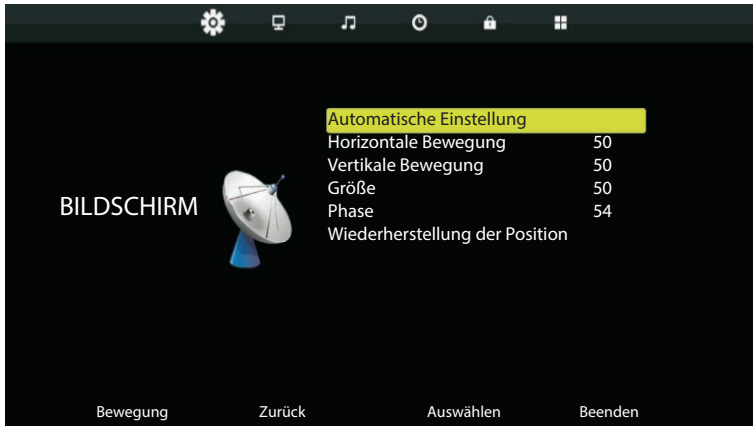 Automatische Einstellung
Horizontale Bewegung 50
Vertikale Bewegung 50
Größe 50
Phase 54
Wiederherstellung der Position
BILDSCHIRM
Bewegung Zurück Auswählen Beenden